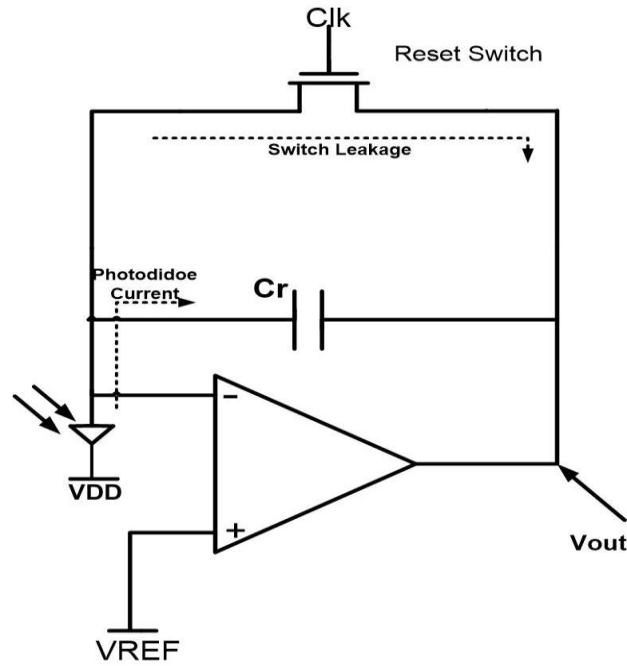 Clk
Reset Switch
Switch Leakage
Photodidoe
Current
Cr
-
+
VDD
Vout
VREF